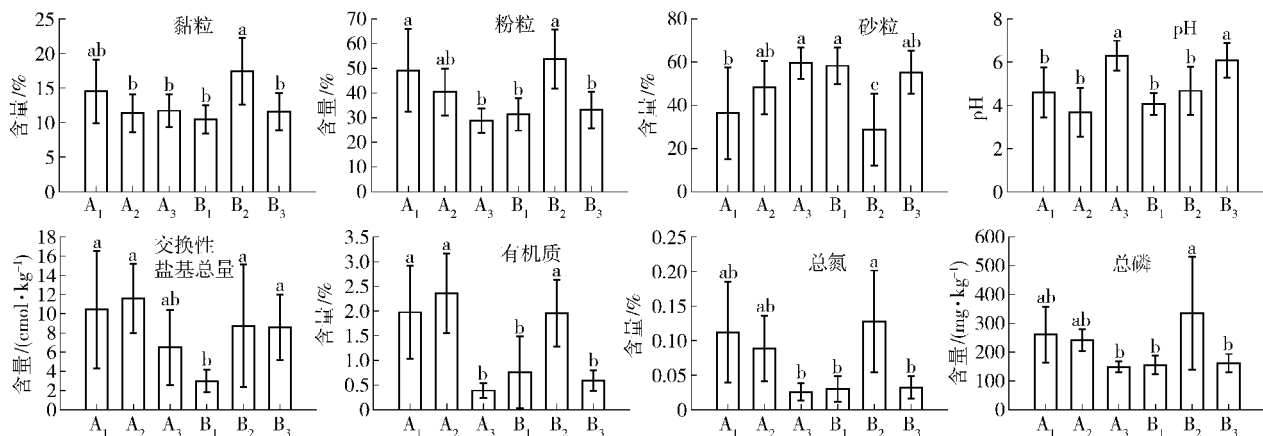 黏粒
含量/%
25
20
15
10
5
0
ab b b b a b
A₁ A₂ A₃ B₁ B₂ B₃
粉粒
含量/%
70
60
50
40
30
20
10
0
a ab b b a b
A₁ A₂ A₃ B₁ B₂ B₃
砂粒
含量/%
80
60
40
20
0
b ab a a c ab
A₁ A₂ A₃ B₁ B₂ B₃
pH
pH
8
6
4
2
0
b b a b b a
A₁ A₂ A₃ B₁ B₂ B₃
交换性
盐基总量
含量/(cmol·kg⁻¹)
18
16
14
12
10
8
6
4
2
0
a a ab b a a
A₁ A₂ A₃ B₁ B₂ B₃
有机质
含量/%
3.5
3.0
2.5
2.0
1.5
1.0
0.5
0
a a b b a b
A₁ A₂ A₃ B₁ B₂ B₃
总氮
含量/%
0.25
0.20
0.15
0.10
0.05
0
ab ab b b a b
A₁ A₂ A₃ B₁ B₂ B₃
总磷
含量/(mg·kg⁻¹)
600
500
400
300
200
100
0
ab ab b b a b
A₁ A₂ A₃ B₁ B₂ B₃